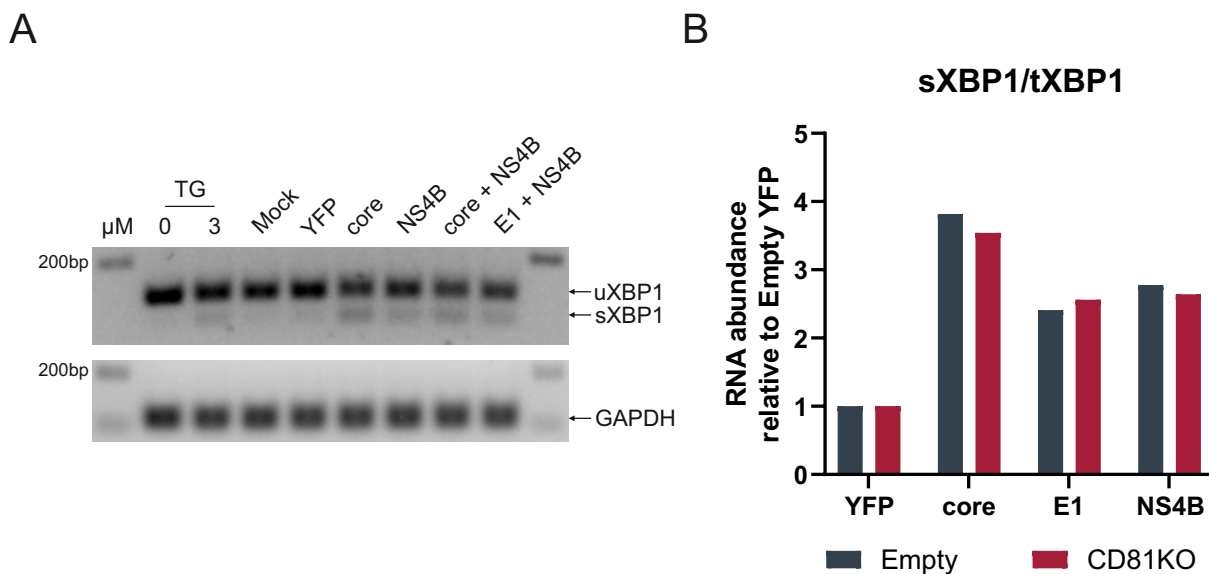 A
TG
µM 0 3 Mock YFP core NS4B core + NS4B E1 + NS4B
200bp
uXBP1
sXBP1
200bp
GAPDH
B
sXBP1/tXBP1
RNA abundance
relative to Empty YFP
5
4
3
2
1
0
YFP core E1 NS4B
Empty CD81KO